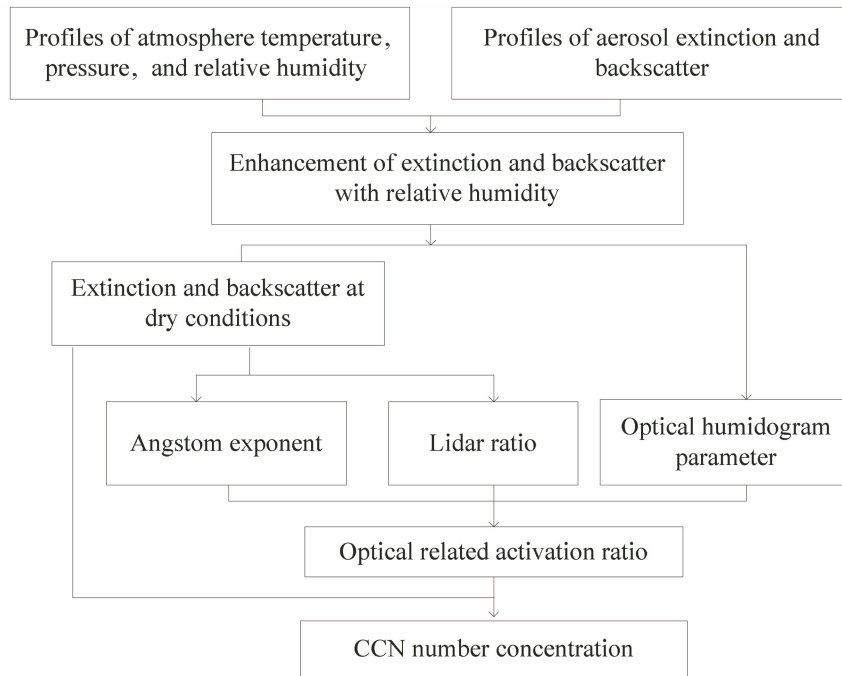 Profiles of atmosphere temperature,
pressure, and relative humidity
Profiles of aerosol extinction and
backscatter
Enhancement of extinction and backscatter
with relative humidity
Extinction and backscatter at
dry conditions
Angstom exponent
Lidar ratio
Optical humidogram
parameter
Optical related activation ratio
CCN number concentration